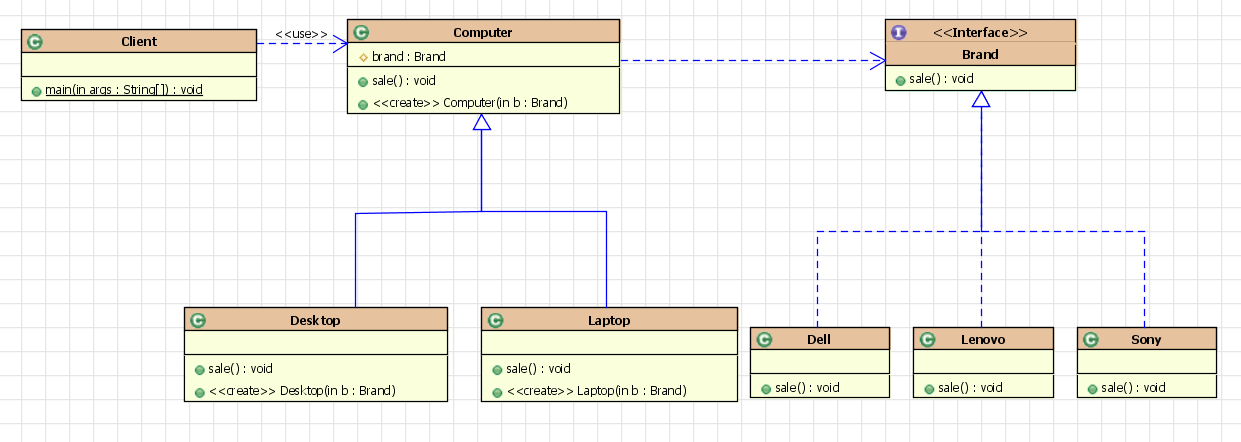 Client
main(in args : String[]) : void
<<use>>
Computer
brand : Brand
sale() : void
<<create>> Computer(in b : Brand)
<<Interface>>
Brand
sale() : void
Desktop
sale() : void
<<create>> Desktop(in b : Brand)
Laptop
sale() : void
<<create>> Laptop(in b : Brand)
Dell
sale() : void
Lenovo
sale() : void
Sony
sale() : void